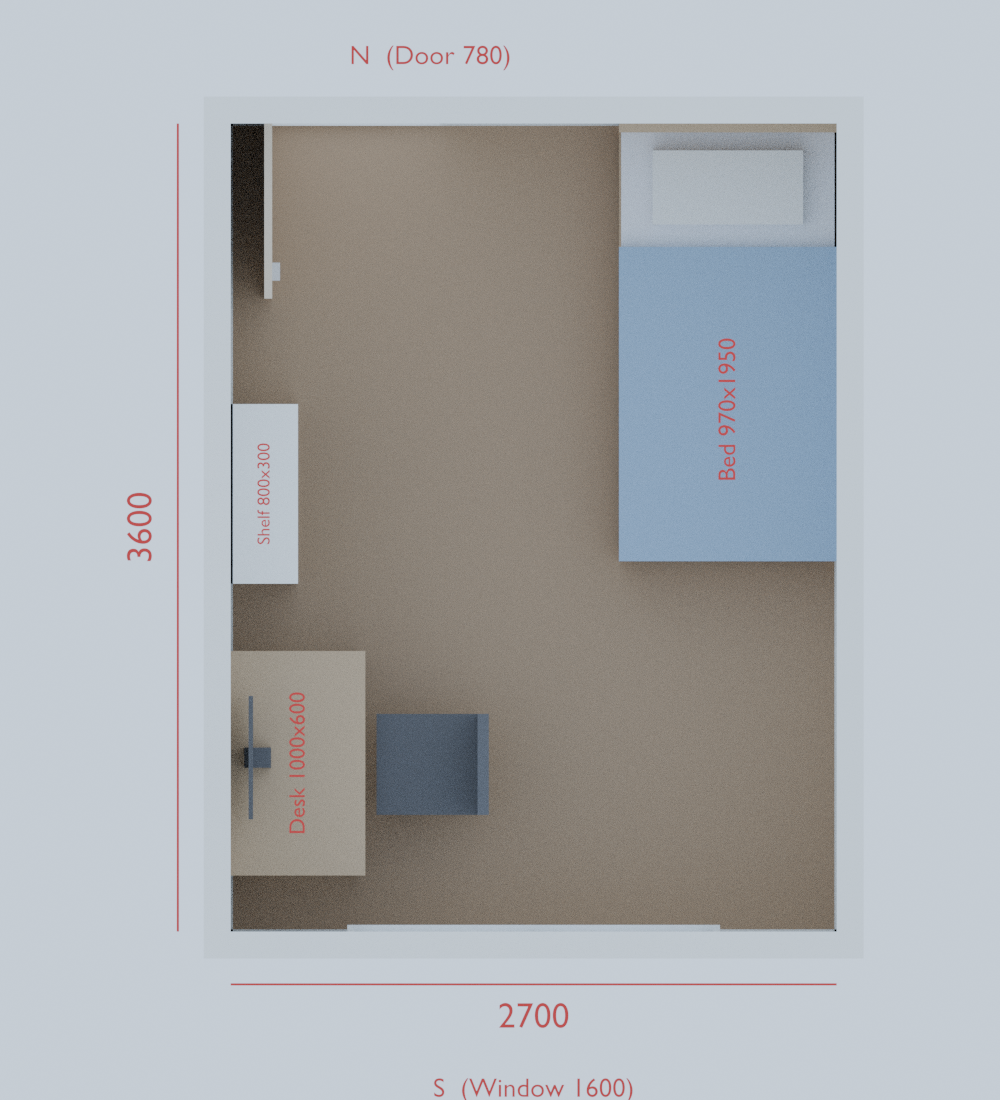 N (Door 780)
Bed 970x1950
Shelf 800x300
3600
Desk 1000x600
2700
S (Window 1600)